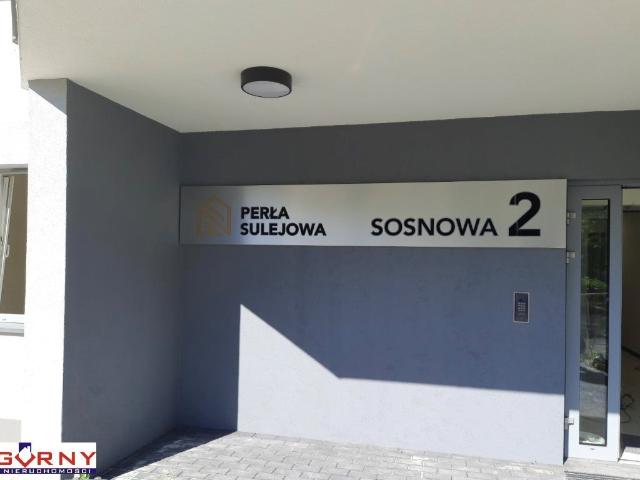 PERŁA
SULEJOWA
SOSNOWA 2
GÓRNY
NIERUCHOMOŚCI